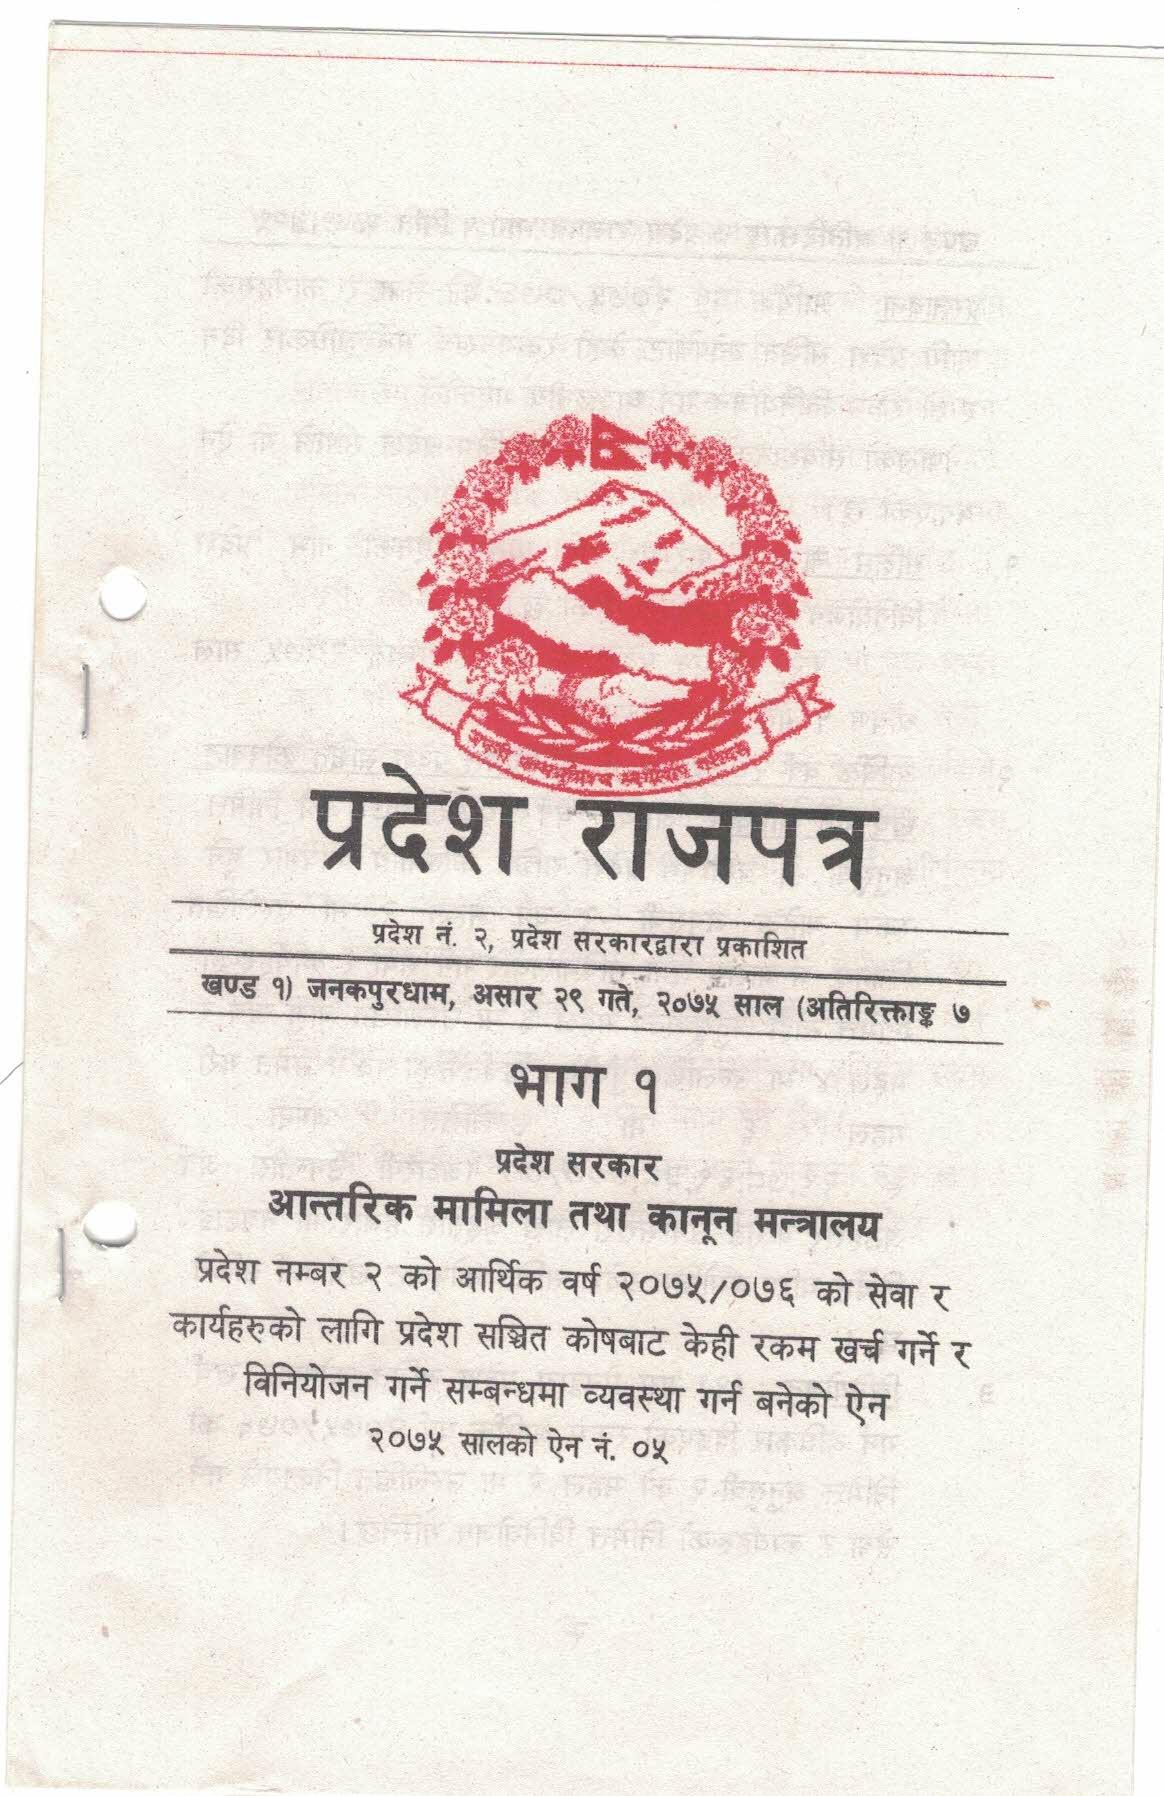 प्रदेश राजपत्र
प्रदेश नं. २, प्रदेश सरकारद्वारा प्रकाशित
खण्ड १) जनकपुरधाम, असार २९ गते, २०७५ साल (अतिरिक्ताङ्क ७
भाग १
प्रदेश सरकार
आन्तरिक मामिला तथा कानून मन्त्रालय
प्रदेश नम्बर २ को आर्थिक वर्ष २०७५/०७६ को सेवा र
कार्यहरुको लागि प्रदेश सञ्चित कोषबाट केही रकम खर्च गर्ने र
विनियोजन गर्ने सम्बन्धमा व्यवस्था गर्न बनेको ऐन
२०७५ सालको ऐन नं. ०५